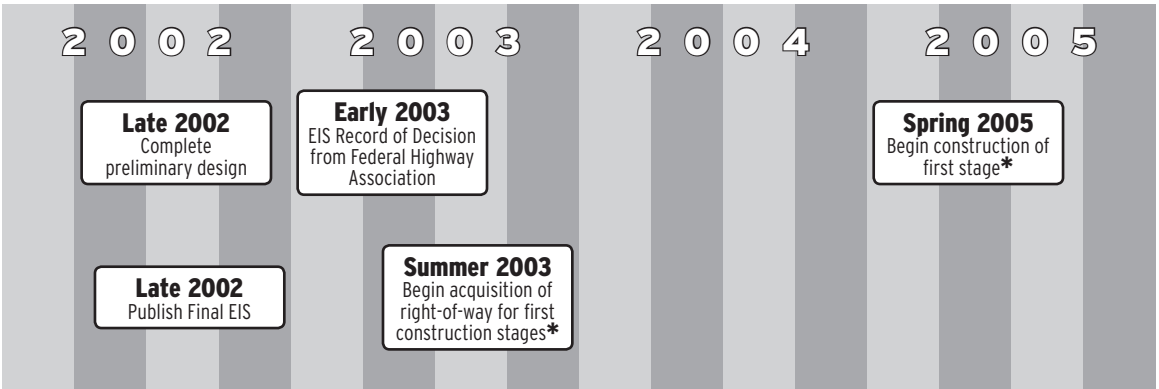 2002 2003 2004 2005
Late 2002
Complete
preliminary design
Early 2003
EIS Record of Decision
from Federal Highway
Association
Spring 2005
Begin construction of
first stage*
Late 2002
Publish Final EIS
Summer 2003
Begin acquisition of
right-of-way for first
construction stages*